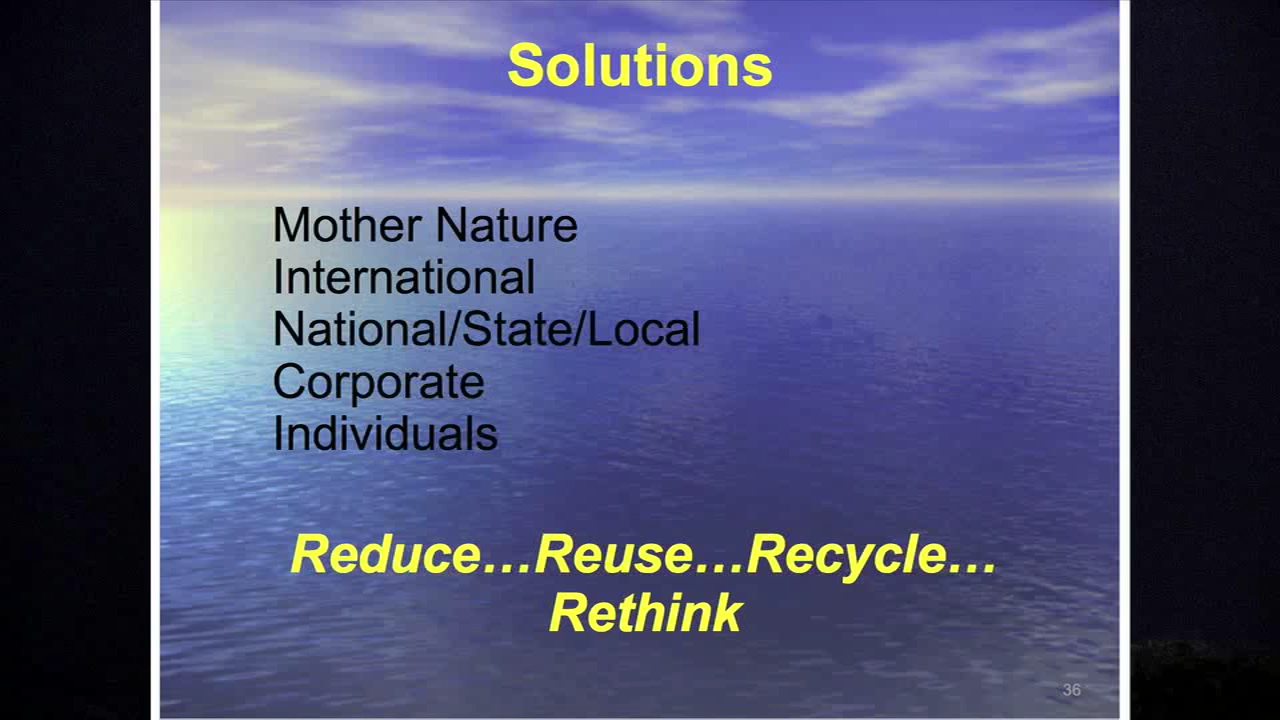 Solutions
Mother Nature
International
National/State/Local
Corporate
Individuals
Reduce…Reuse…Recycle…
Rethink
36